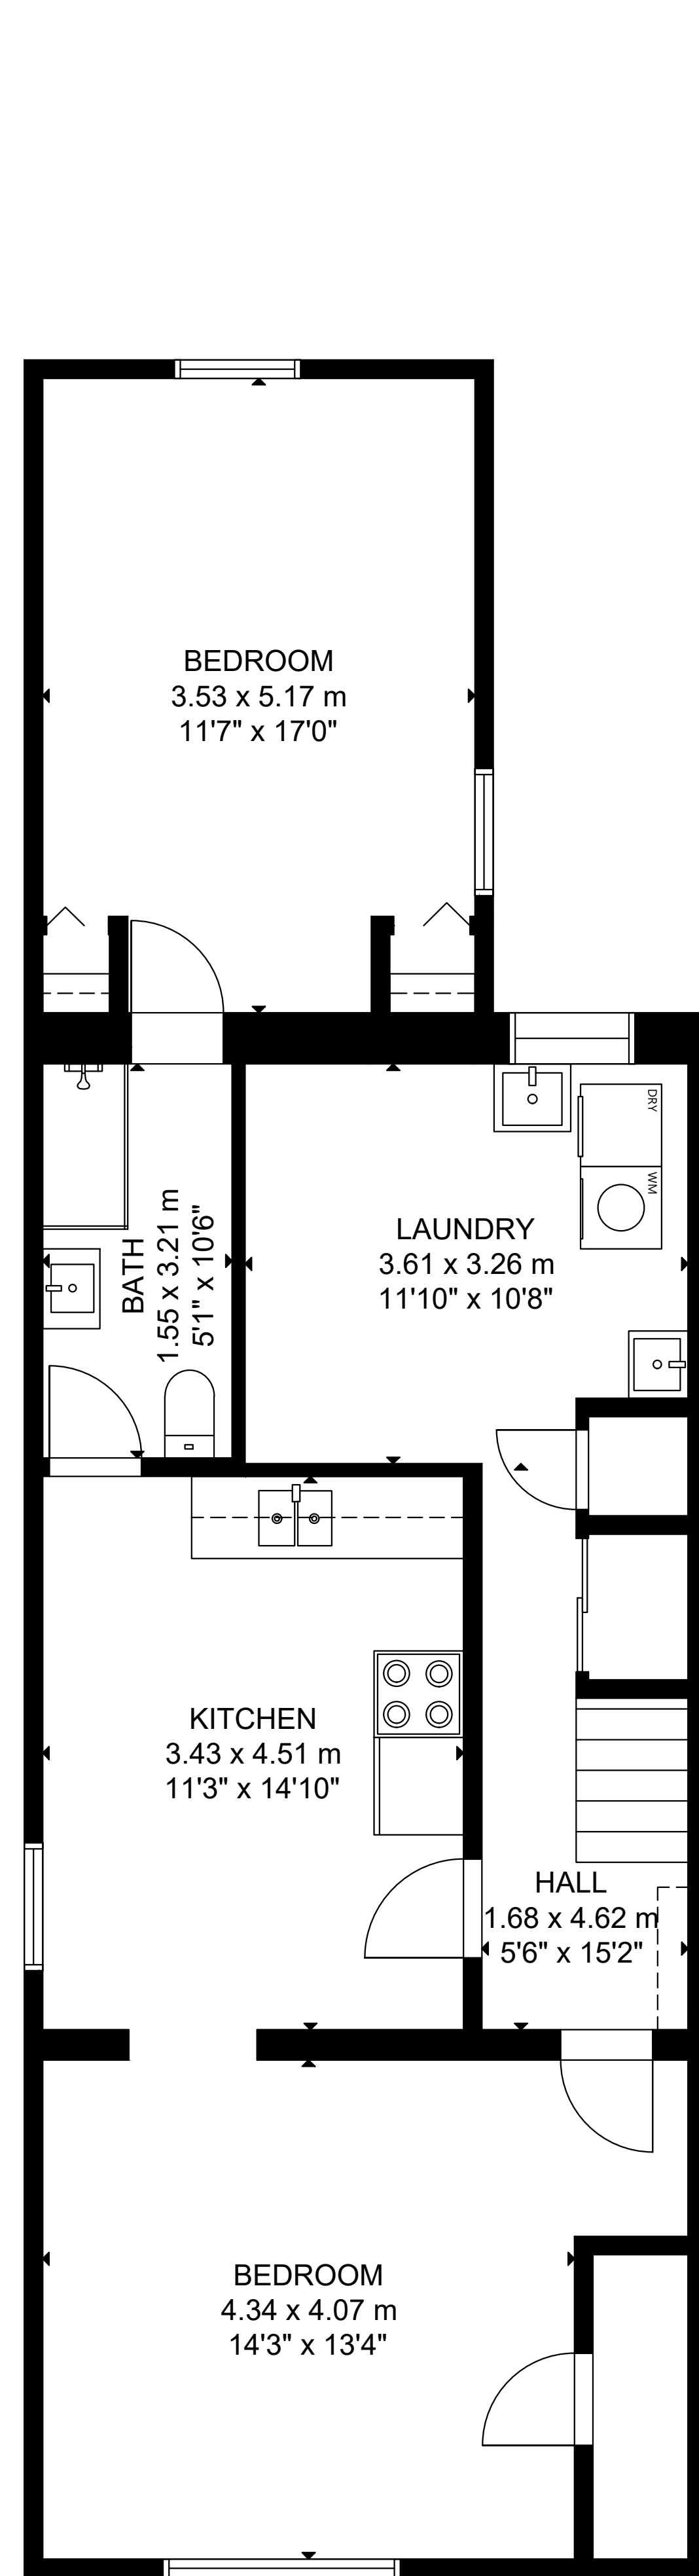 BEDROOM
3.53 x 5.17 m
11'7" x 17'0"
DRY
WM
BATH
1.55 x 3.21 m
5'1" x 10'6"
LAUNDRY
3.61 x 3.26 m
11'10" x 10'8"
KITCHEN
3.43 x 4.51 m
11'3" x 14'10"
HALL
1.68 x 4.62 m
5'6" x 15'2"
BEDROOM
4.34 x 4.07 m
14'3" x 13'4"